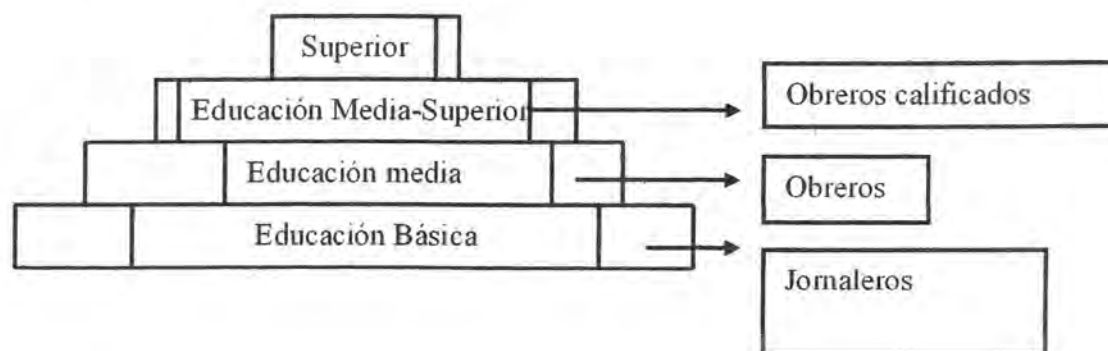 Superior
Educación Media-Superior
Obreros calificados
Educación media
Obreros
Educación Básica
Jornaleros